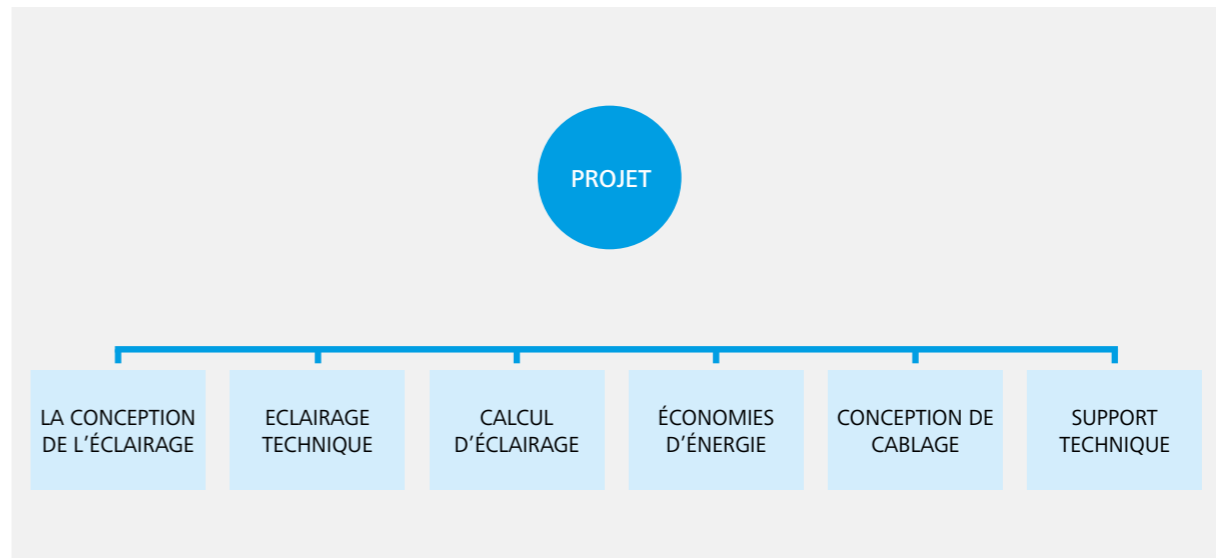 PROJET
LA CONCEPTION
DE L’ÉCLAIRAGE
ECLAIRAGE
TECHNIQUE
CALCUL
D’ÉCLAIRAGE
ÉCONOMIES
D’ÉNERGIE
CONCEPTION DE
CABLAGE
SUPPORT
TECHNIQUE